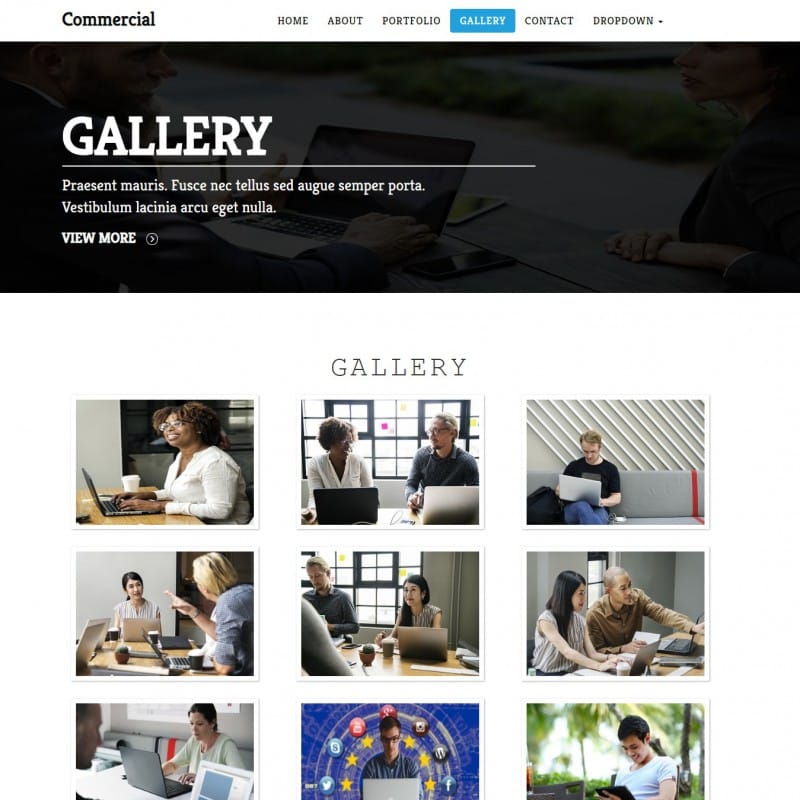 Commercial
HOME ABOUT PORTFOLIO GALLERY CONTACT DROPDOWN
GALLERY
Praesent mauris. Fusce nec tellus sed augue semper porta.
Vestibulum lacinia arcu eget nulla.
VIEW MORE
GALLERY